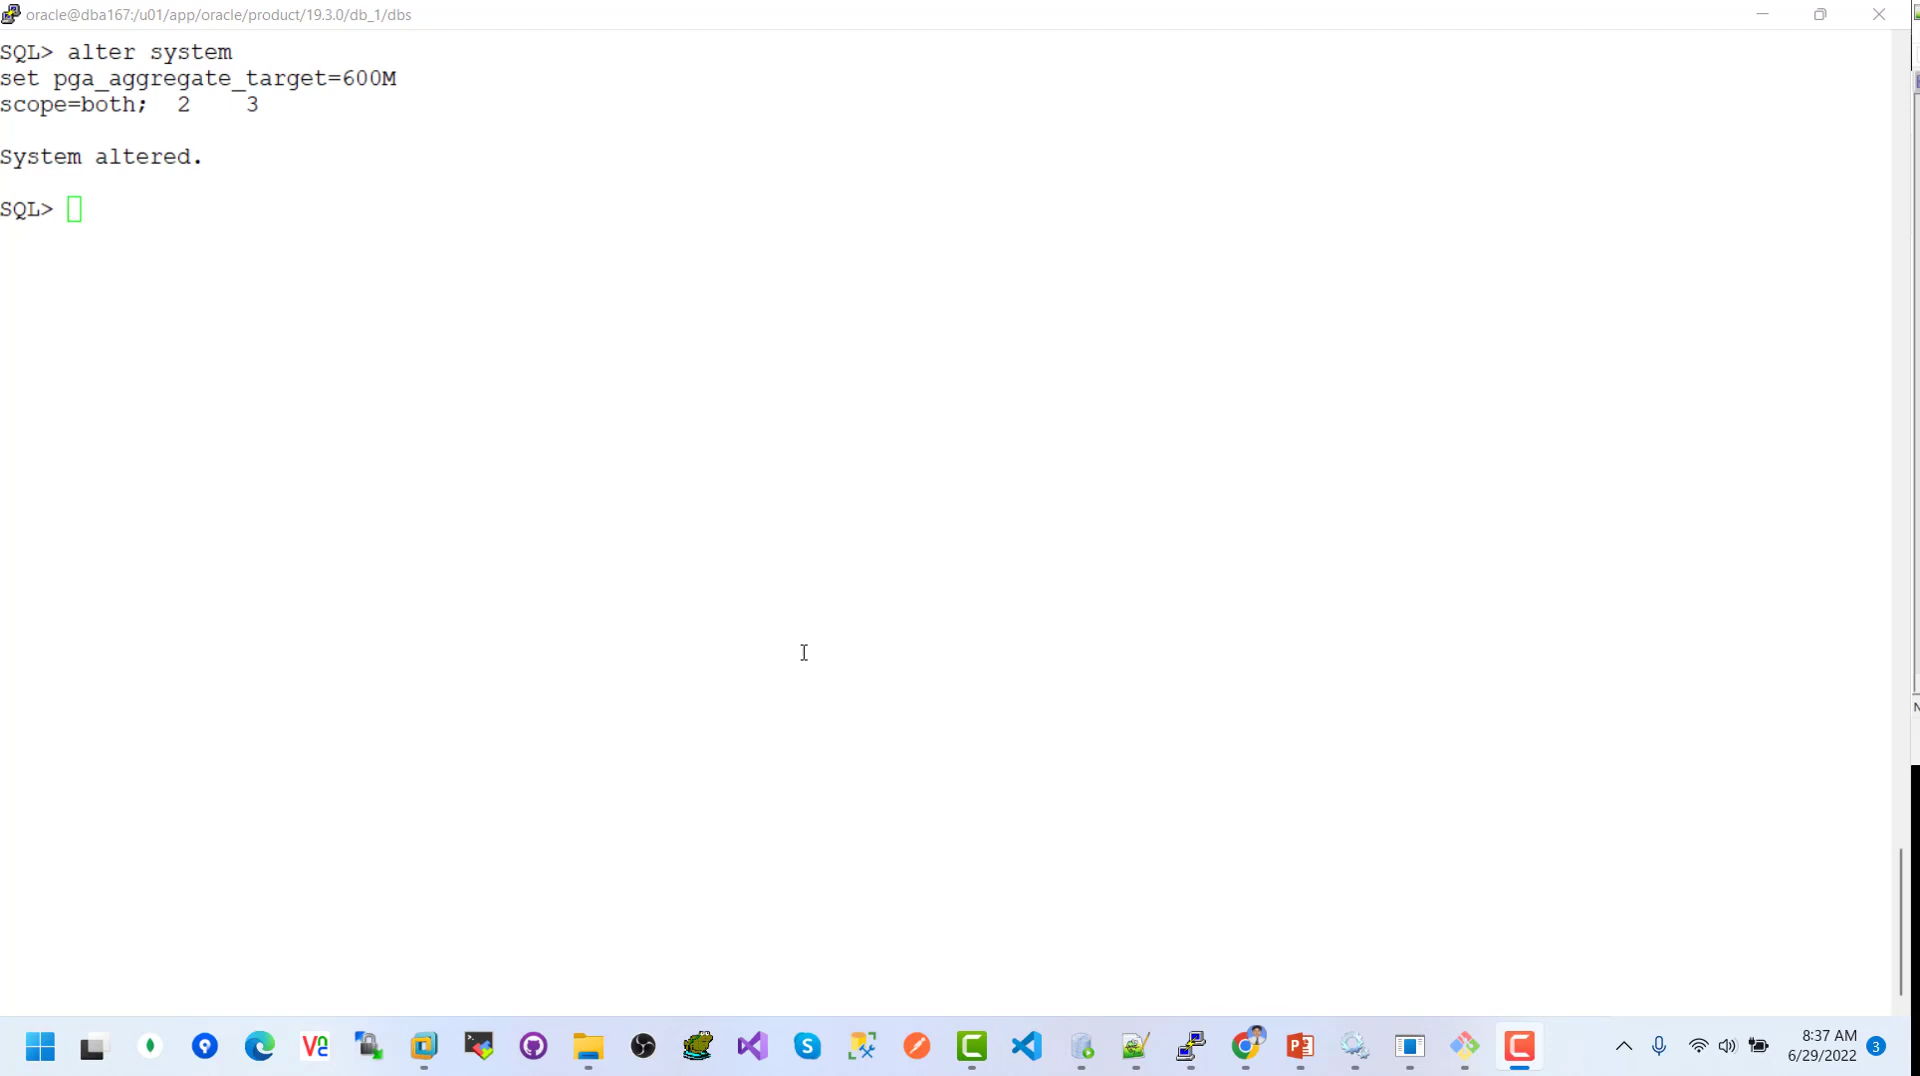 oracle@dba167:/u01/app/oracle/product/19.3.0/db_1/dbs
SQL> alter system
set pga_aggregate_target=600M
scope=both;  2    3
System altered.
SQL>
8:37 AM
6/29/2022
3